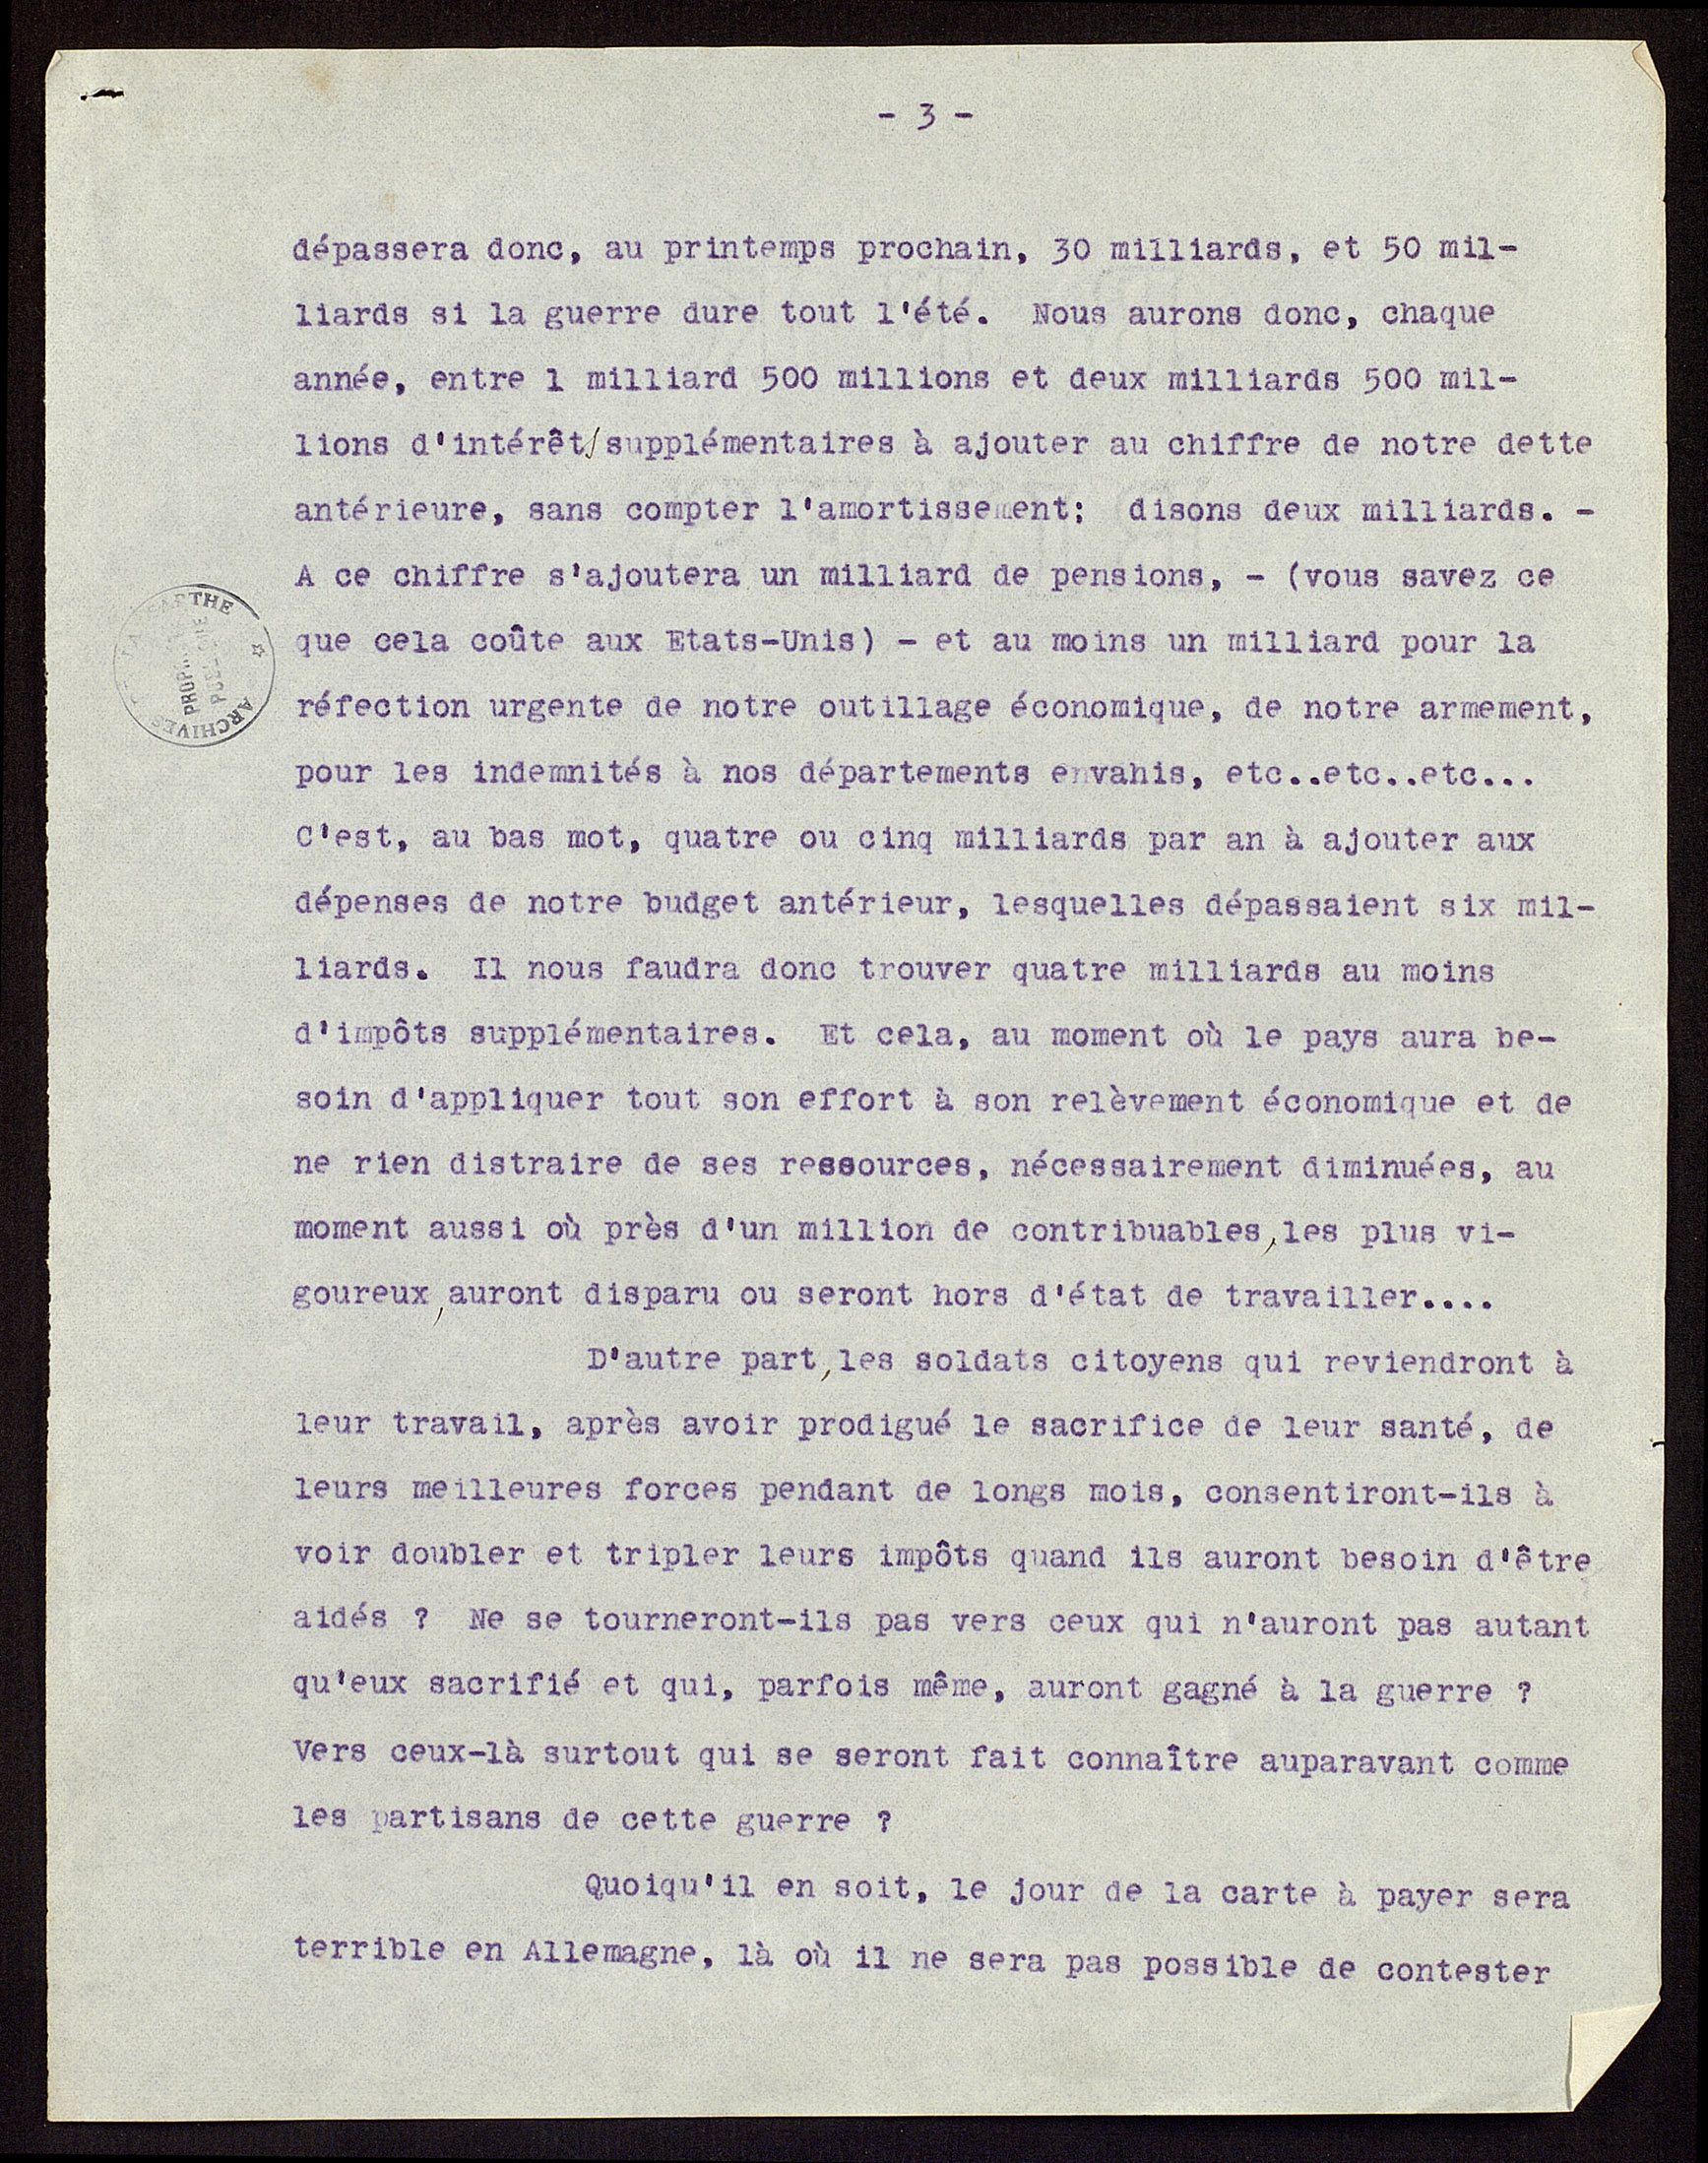 - 3 -
dépassera donc, au printemps prochain, 30 milliards, et 50 mil-
liards si la guerre dure tout l'été. Nous aurons donc, chaque
année, entre 1 milliard 500 millions et deux milliards 500 mil-
lions d'intérêts supplémentaires à ajouter au chiffre de notre dette
antérieure, sans compter l'amortissement; disons deux milliards. -
A ce chiffre s'ajoutera un milliard de pensions, - (vous savez ce
que cela coûte aux Etats-Unis) - et au moins un milliard pour la
réfection urgente de notre outillage économique, de notre armement,
pour les indemnités à nos départements envahis, etc..etc..etc...
C'est, au bas mot, quatre ou cinq milliards par an à ajouter aux
dépenses de notre budget antérieur, lesquelles dépassaient six mil-
liards. Il nous faudra donc trouver quatre milliards au moins
d'impôts supplémentaires. Et cela, au moment où le pays aura be-
soin d'appliquer tout son effort à son relèvement économique et de
ne rien distraire de ses ressources, nécessairement diminuées, au
moment aussi où près d'un million de contribuables, les plus vi-
goureux, auront disparu ou seront hors d'état de travailler....
D'autre part, les soldats citoyens qui reviendront à
leur travail, après avoir prodigué le sacrifice de leur santé, de
leurs meilleures forces pendant de longs mois, consentiront-ils à
voir doubler et tripler leurs impôts quand ils auront besoin d'être
aidés ? Ne se tourneront-ils pas vers ceux qui n'auront pas autant
qu'eux sacrifié et qui, parfois même, auront gagné à la guerre ?
Vers ceux-là surtout qui se seront fait connaître auparavant comme
les partisans de cette guerre ?
Quoiqu'il en soit, le jour de la carte à payer sera
terrible en Allemagne, là où il ne sera pas possible de contester
ARCHIVES
LA SARTHE